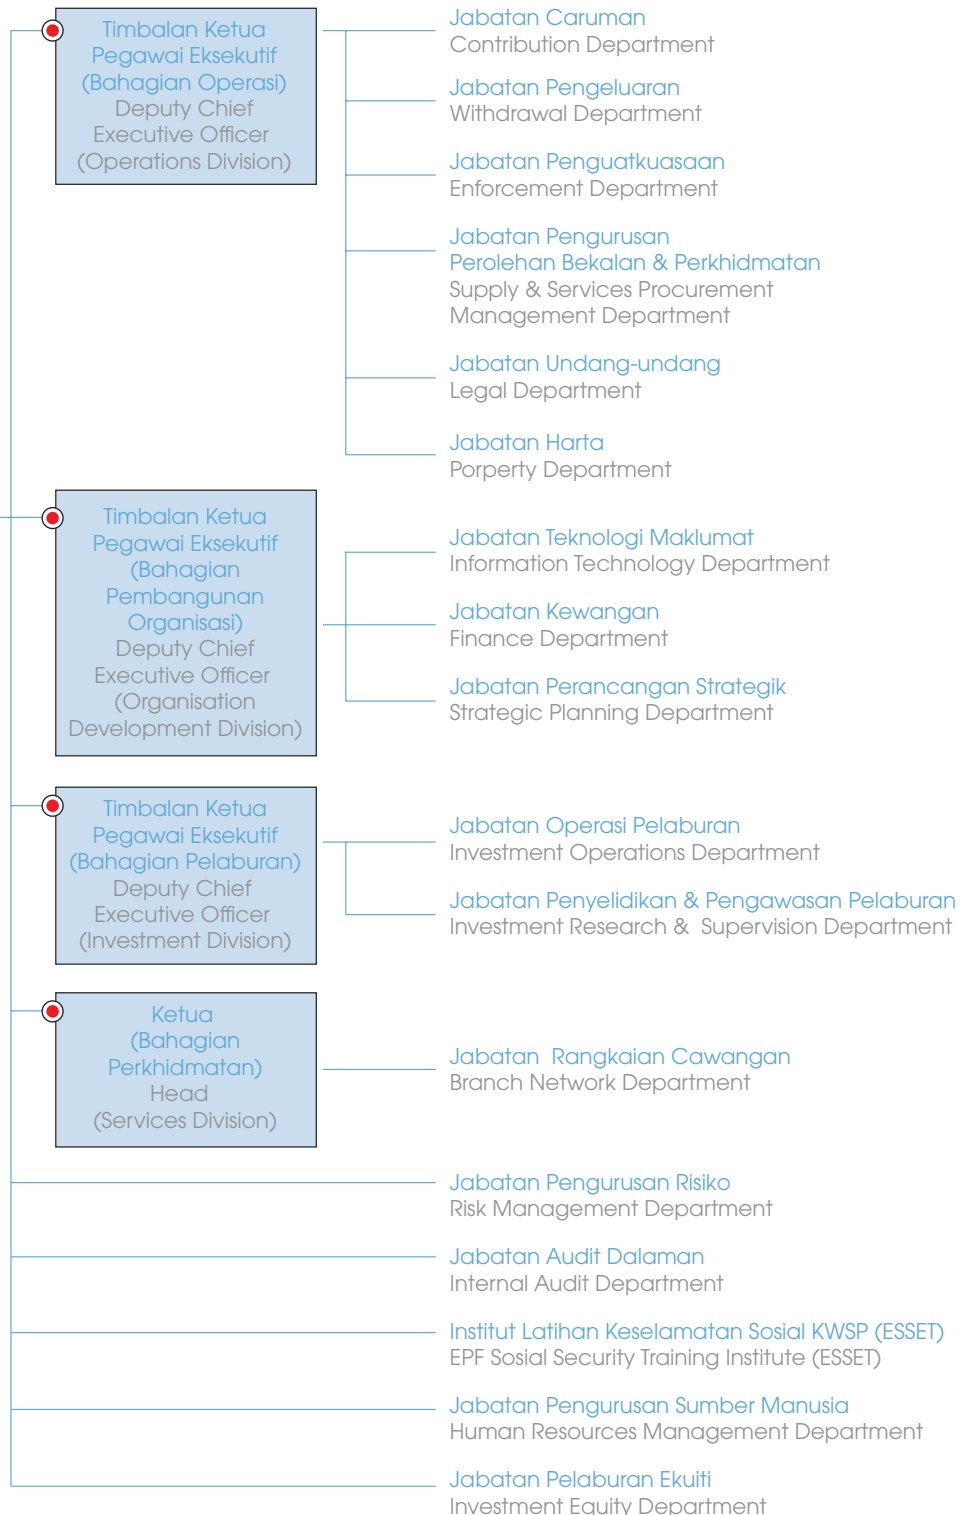 Timbalan Ketua
Pegawai Eksekutif
(Bahagian Operasi)
Deputy Chief
Executive Officer
(Operations Division)
Jabatan Caruman
Contribution Department
Jabatan Pengeluaran
Withdrawal Department
Jabatan Penguatkuasaan
Enforcement Department
Jabatan Pengurusan
Perolehan Bekalan & Perkhidmatan
Supply & Services Procurement
Management Department
Jabatan Undang-undang
Legal Department
Jabatan Harta
Porperty Department
Timbalan Ketua
Pegawai Eksekutif
(Bahagian
Pembangunan
Organisasi)
Deputy Chief
Executive Officer
(Organisation
Development Division)
Jabatan Teknologi Maklumat
Information Technology Department
Jabatan Kewangan
Finance Department
Jabatan Perancangan Strategik
Strategic Planning Department
Timbalan Ketua
Pegawai Eksekutif
(Bahagian Pelaburan)
Deputy Chief
Executive Officer
(Investment Division)
Jabatan Operasi Pelaburan
Investment Operations Department
Jabatan Penyelidikan & Pengawasan Pelaburan
Investment Research & Supervision Department
Ketua
(Bahagian
Perkhidmatan)
Head
(Services Division)
Jabatan Rangkaian Cawangan
Branch Network Department
Jabatan Pengurusan Risiko
Risk Management Department
Jabatan Audit Dalaman
Internal Audit Department
Institut Latihan Keselamatan Sosial KWSP (ESSET)
EPF Sosial Security Training Institute (ESSET)
Jabatan Pengurusan Sumber Manusia
Human Resources Management Department
Jabatan Pelaburan Ekuiti
Investment Equity Department